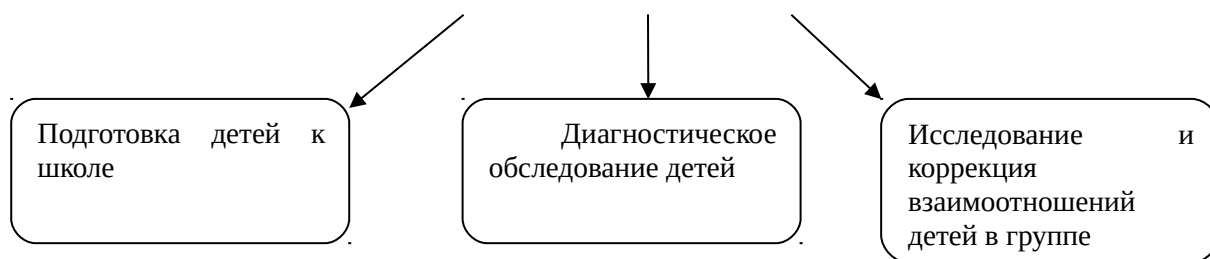 Подготовка детей к
школе
Диагностическое
обследование детей
Исследование и
коррекция
взаимоотношений
детей в группе